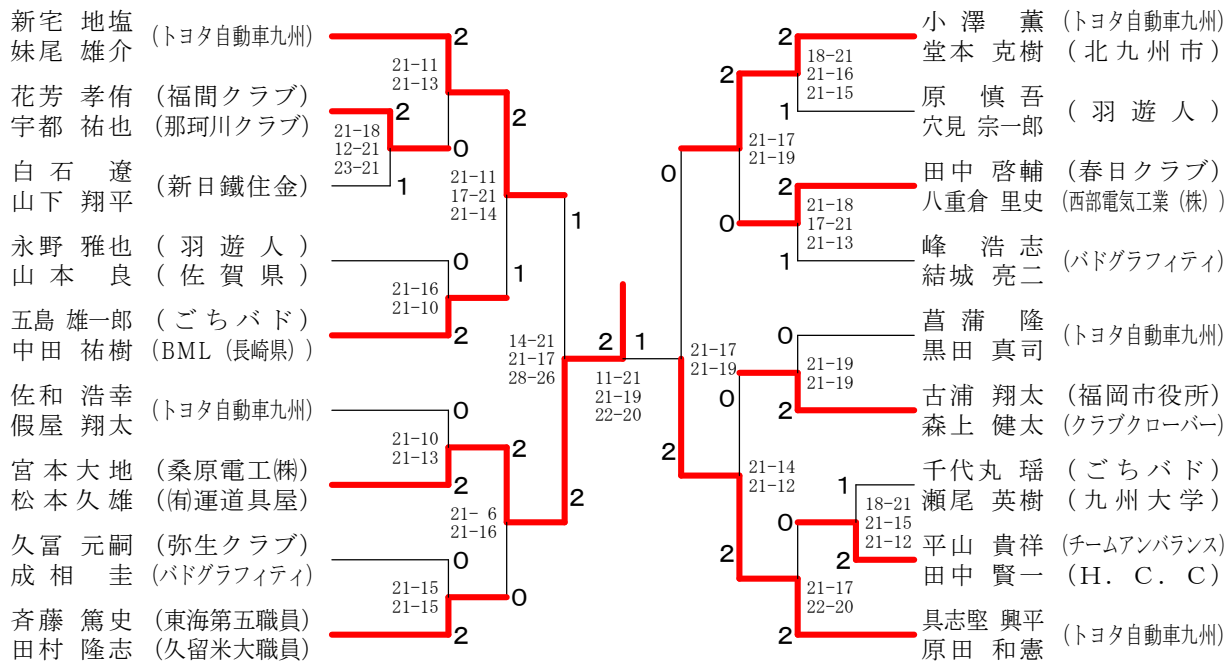 新宅 地塩 (トヨタ自動車九州)
妹尾 雄介
2
21-11
21-13
花芳 孝侑 (福間クラブ)
宇都 祐也 (那珂川クラブ)
2
21-18
12-21
23-21
0
2
白石 遼 (新日鐵住金)
山下 翔平
1
21-11
17-21
21-14
1
永野 雅也 (羽遊人)
山本 良 (佐賀県)
0
21-16
21-10
1
五島 雄一郎 (ごちバド)
中田 祐樹 (BML (長崎県))
2
14-21
21-17
28-26
佐和 浩幸 (トヨタ自動車九州)
假屋 翔太
0
21-10
21-13
2
宮本大地 (桑原電工㈱)
松本久雄 (㈲運道具屋)
2
21- 6
21-16
2
久冨 元嗣 (弥生クラブ)
成相 圭 (バドグラフィティ)
0
21-15
21-15
0
斉藤 篤史 (東海第五職員)
田村 隆志 (久留米大職員)
2
2 1
11-21
21-19
22-20
小澤 薫 (トヨタ自動車九州)
堂本 克樹 (北九州市)
2
18-21
21-16
21-15
2
原 慎吾 (羽遊人)
穴見 宗一郎
1
21-17
21-19
0
田中 啓輔 (春日クラブ)
八重倉 里史 (西部電気工業(株))
2
21-18
17-21
21-13
0
峰 浩志 (バドグラフィティ)
結城 亮二
1
21-17
21-19
菖蒲 隆 (トヨタ自動車九州)
黒田 真司
0
21-19
21-19
0
古浦 翔太 (福岡市役所)
森上 健太 (クラブクローバー)
2
2
21-14
21-12
千代丸 瑶 (ごちバド)
瀬尾 英樹 (九州大学)
1
18-21
21-15
21-12
0
平山 貴祥 (チームアンバランス)
田中 賢一 (H.C.C)
2
2
21-17
22-20
具志堅 興平 (トヨタ自動車九州)
原田 和憲
2